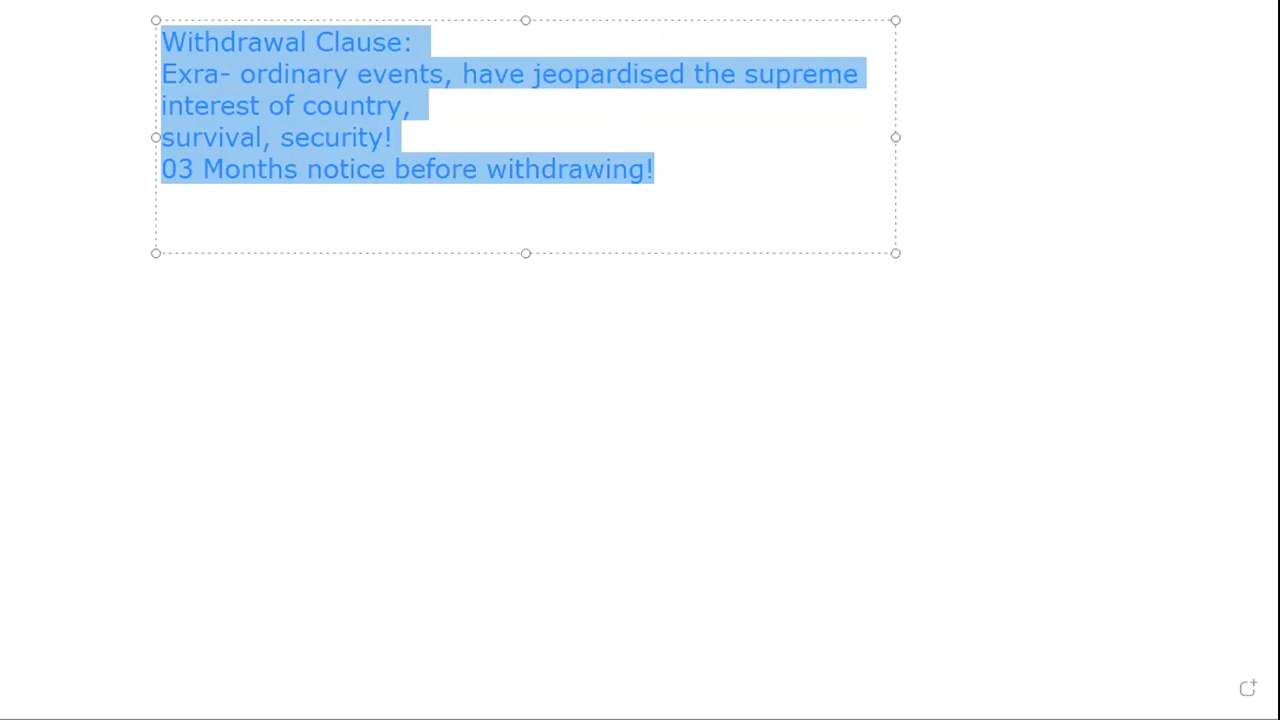 Withdrawal Clause:
Exra- ordinary events, have jeopardised the supreme
interest of country,
survival, security!
03 Months notice before withdrawing!